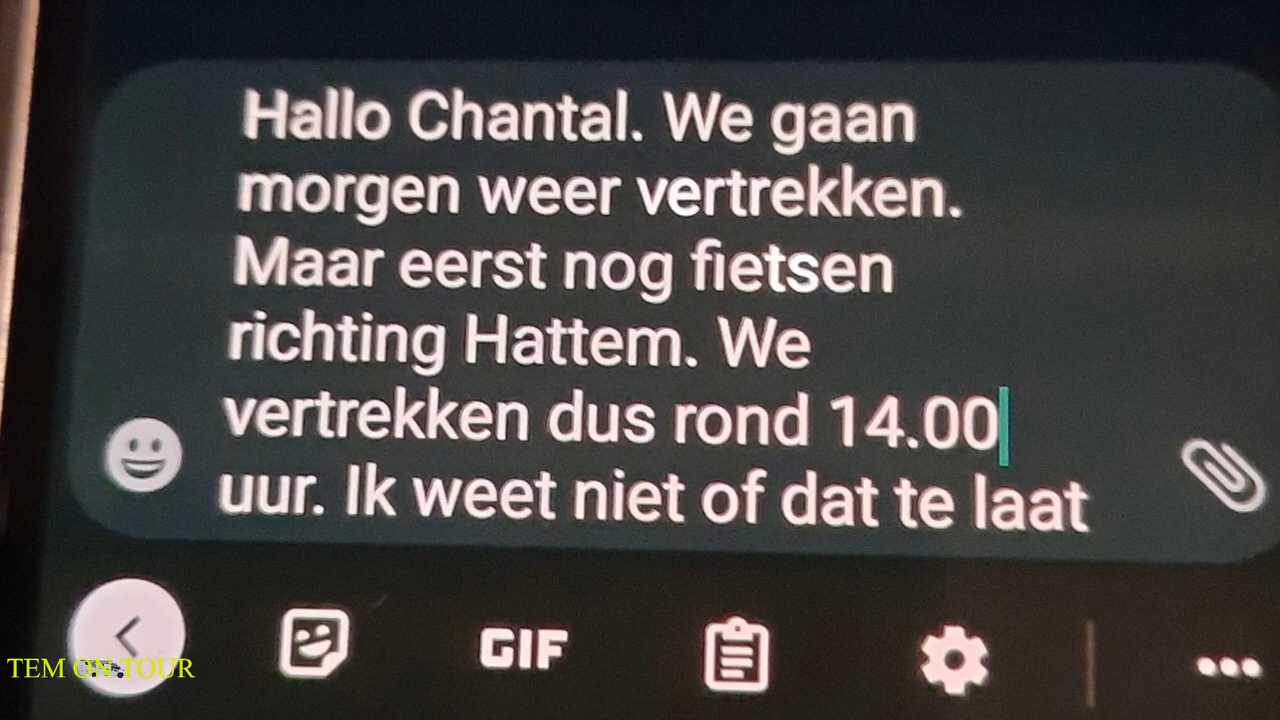 Hallo Chantal. We gaan
morgen weer vertrekken.
Maar eerst nog fietsen
richting Hattem. We
vertrekken dus rond 14.00
uur. Ik weet niet of dat te laat
GIF
TEM ON TOUR